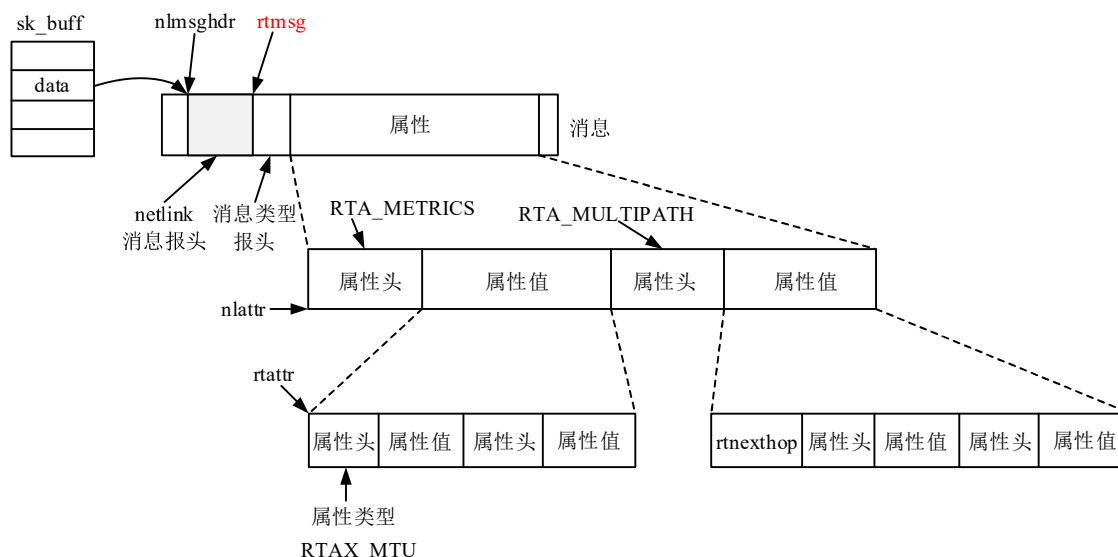 sk_buff
nlmsghdr
rtmsg
data
属性
消息
netlink
消息报头
消息类型
报头
RTA_METRICS
RTA_MULTIPATH
属性头
属性值
属性头
属性值
nlattr
rtattr
属性头
属性值
属性头
属性值
rtnexthop
属性头
属性值
属性头
属性值
属性类型
RTAX_MTU